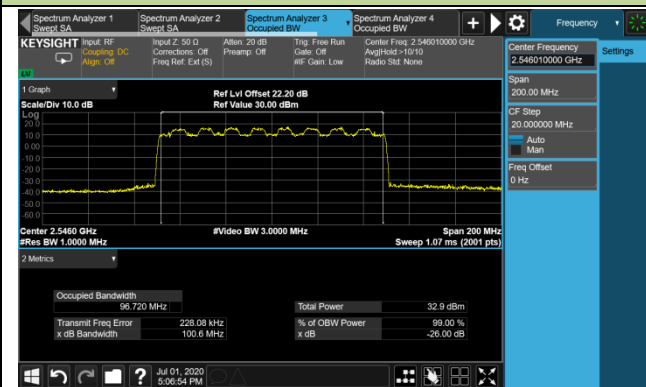 Spectrum Analyzer 1
Swept SA
Spectrum Analyzer 2
Swept SA
Spectrum Analyzer 3
Occupied BW
Spectrum Analyzer 4
Occupied BW
Frequency
KEYSIGHT
Input: RF
Coupling: DC
Align: Off
Input Z: 50 Ω
Corrections: Off
Freq Ref: Ext (S)
Atten: 20 dB
Preamp: Off
Trig: Free Run
Gate: Off
#IF Gain: Low
Center Freq: 2.546010000 GHz
Avg|Hold:>10/10
Radio Std: None
LXI
1 Graph
Scale/Div 10.0 dB
Ref Lvl Offset 22.20 dB
Ref Value 30.00 dBm
Log
20.0
10.0
0.00
-10.0
-20.0
-30.0
-40.0
-50.0
-60.0
Center 2.5460 GHz
#Res BW 1.0000 MHz
#Video BW 3.0000 MHz
Span 200 MHz
Sweep 1.07 ms (2001 pts)
2 Metrics
Occupied Bandwidth
96.720 MHz
Transmit Freq Error 228.08 kHz
x dB Bandwidth 100.6 MHz
Total Power 32.9 dBm
% of OBW Power 99.00 %
x dB -26.00 dB
Jul 01, 2020
5:06:54 PM
Center Frequency
2.546010000 GHz
Settings
Span
200.00 MHz
CF Step
20.000000 MHz
Auto
Man
Freq Offset
0 Hz